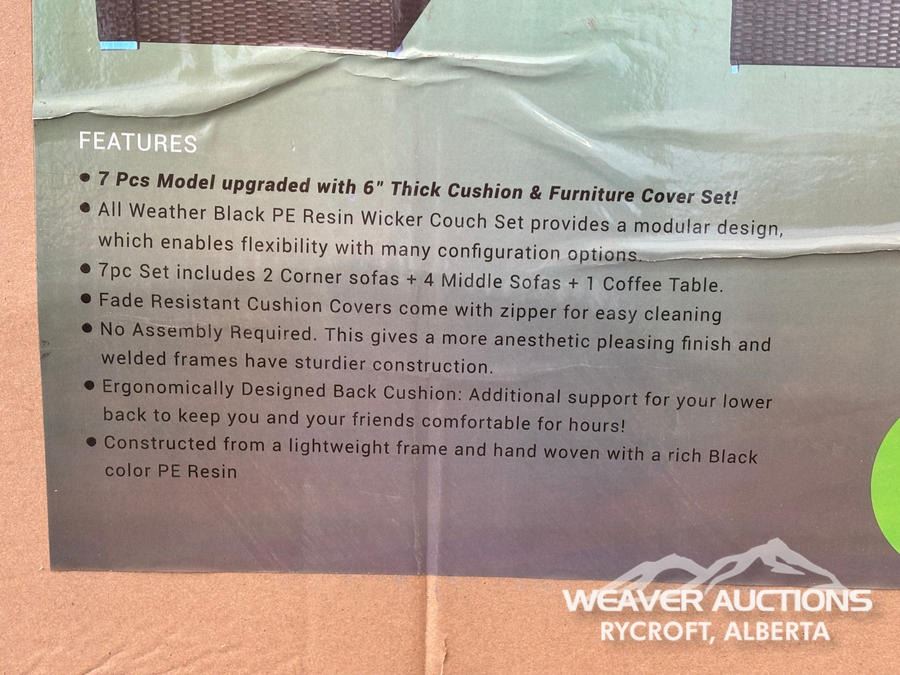 FEATURES
● 7 Pcs Model upgraded with 6" Thick Cushion & Furniture Cover Set!
● All Weather Black PE Resin Wicker Couch Set provides a modular design,
which enables flexibility with many configuration options.
● 7pc Set includes 2 Corner sofas + 4 Middle Sofas + 1 Coffee Table.
● Fade Resistant Cushion Covers come with zipper for easy cleaning
● No Assembly Required. This gives a more anesthetic pleasing finish and
welded frames have sturdier construction.
● Ergonomically Designed Back Cushion: Additional support for your lower
back to keep you and your friends comfortable for hours!
● Constructed from a lightweight frame and hand woven with a rich Black
color PE Resin
WEAVER AUCTIONS
RYCROFT, ALBERTA